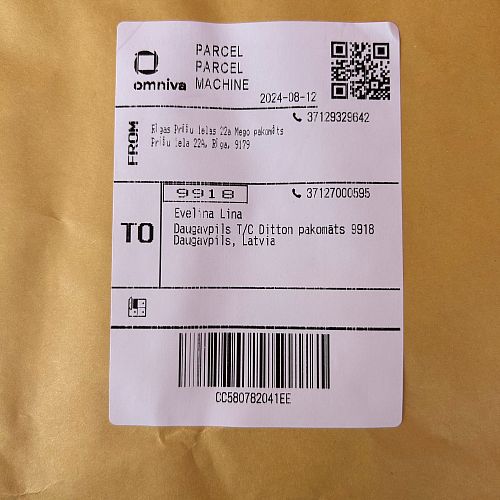 omniva
PARCEL
PARCEL
MACHINE
2024-08-12
37129329642
FROM
Rīgas Prūšu ielas 22a Mego pakomāts
Prūšu iela 22A, Rīga, 9179
9918
37127000595
TO
Evelina Lina
Daugavpils T/C Ditton pakomāts 9918
Daugavpils, Latvia
CC580782041EE